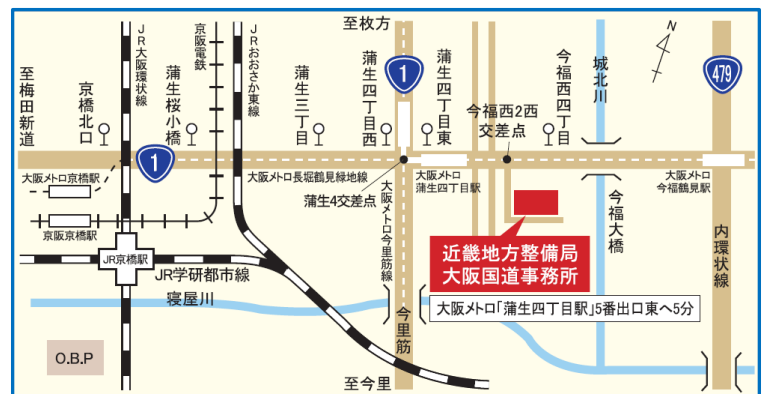 至枚方
N
JR大阪環状線
京阪電鉄
JRおおさか東線
至梅田新道
京橋北口
蒲生桜小橋
蒲生三丁目
蒲生四丁目西
1
蒲生四丁目東
今福西2西
交差点
今福西四丁目
城北川
479
1
大阪メトロ京橋駅
大阪メトロ長堀鶴見緑地線
蒲生4交差点
大阪メトロ
蒲生四丁目駅
大阪メトロ
今福鶴見駅
京阪京橋駅
大阪メトロ今里筋線
今福大橋
内環状線
近畿地方整備局
大阪国道事務所
JR京橋駅
JR学研都市線
寝屋川
大阪メトロ「蒲生四丁目駅」5番出口東へ5分
今里筋
O.B.P
至今里